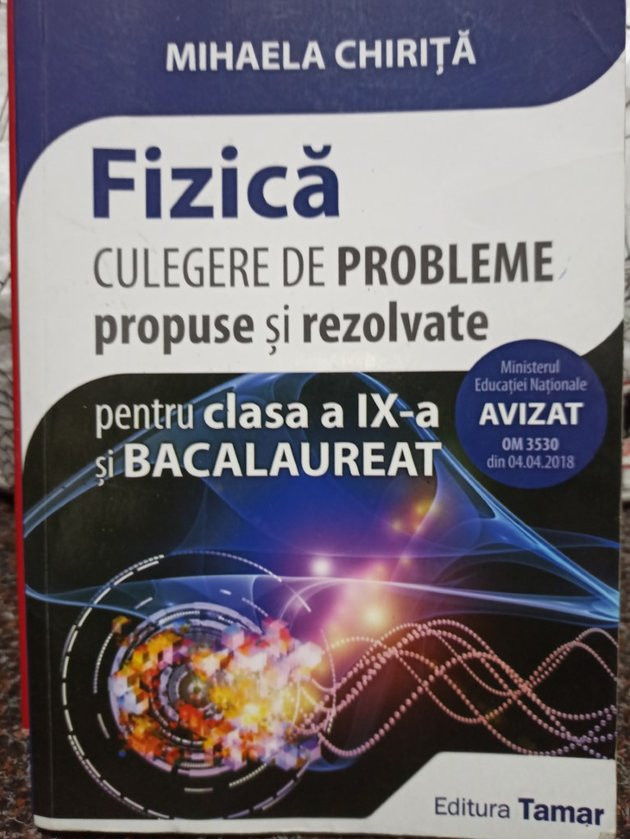 MIHAELA CHIRIȚĂ
Fizică
CULEGERE DE PROBLEME
propuse și rezolvate
pentru clasa a IX-a
și BACALAUREAT
Ministerul
Educației Naționale
AVIZAT
OM 3530
din 04.04.2018
Editura Tamar